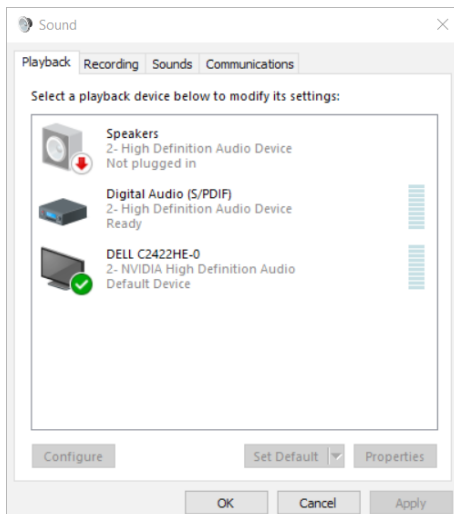 Sound
Playback Recording Sounds Communications
Select a playback device below to modify its settings:
Speakers
2- High Definition Audio Device
Not plugged in
Digital Audio (S/PDIF)
2- High Definition Audio Device
Ready
DELL C2422HE-0
2- NVIDIA High Definition Audio
Default Device
Configure Set Default Properties
OK Cancel Apply